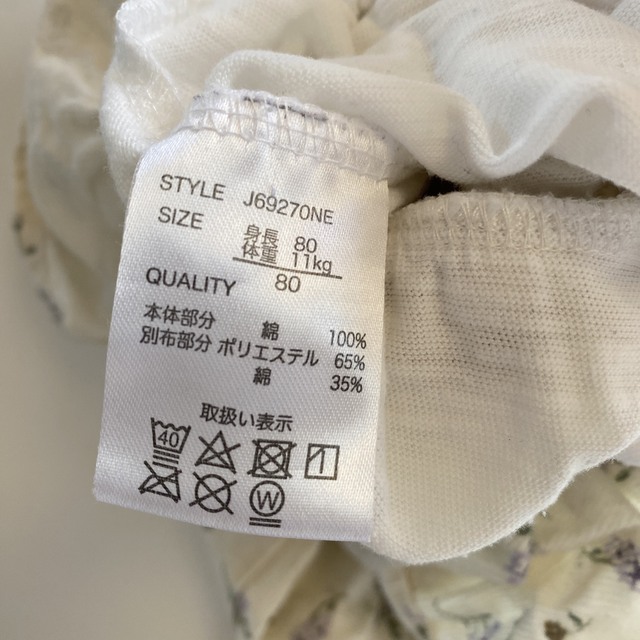 STYLE J69270NE
SIZE 身長 80
体重 11kg
QUALITY 80
本体部分 綿 100%
別布部分 ポリエステル 65%
綿 35%
取扱い表示
40
W